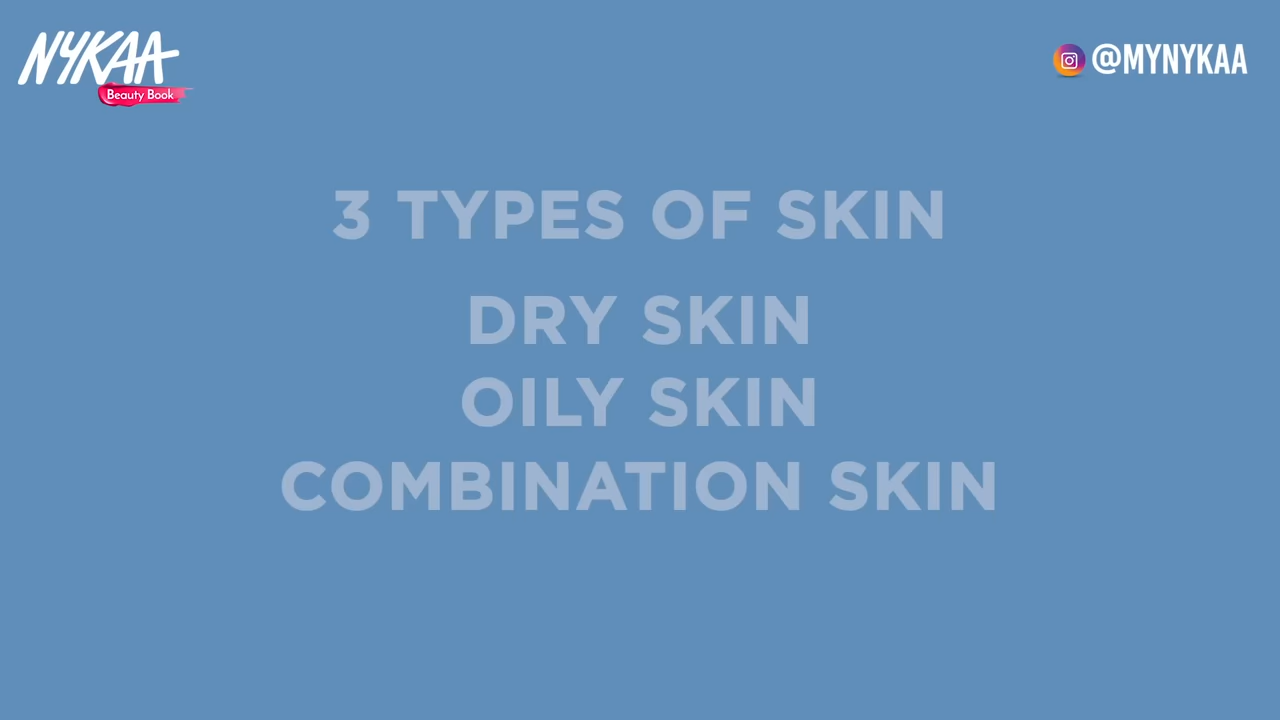 NYKAA
Beauty Book
@MYNYKAA
3 TYPES OF SKIN
DRY SKIN
OILY SKIN
COMBINATION SKIN